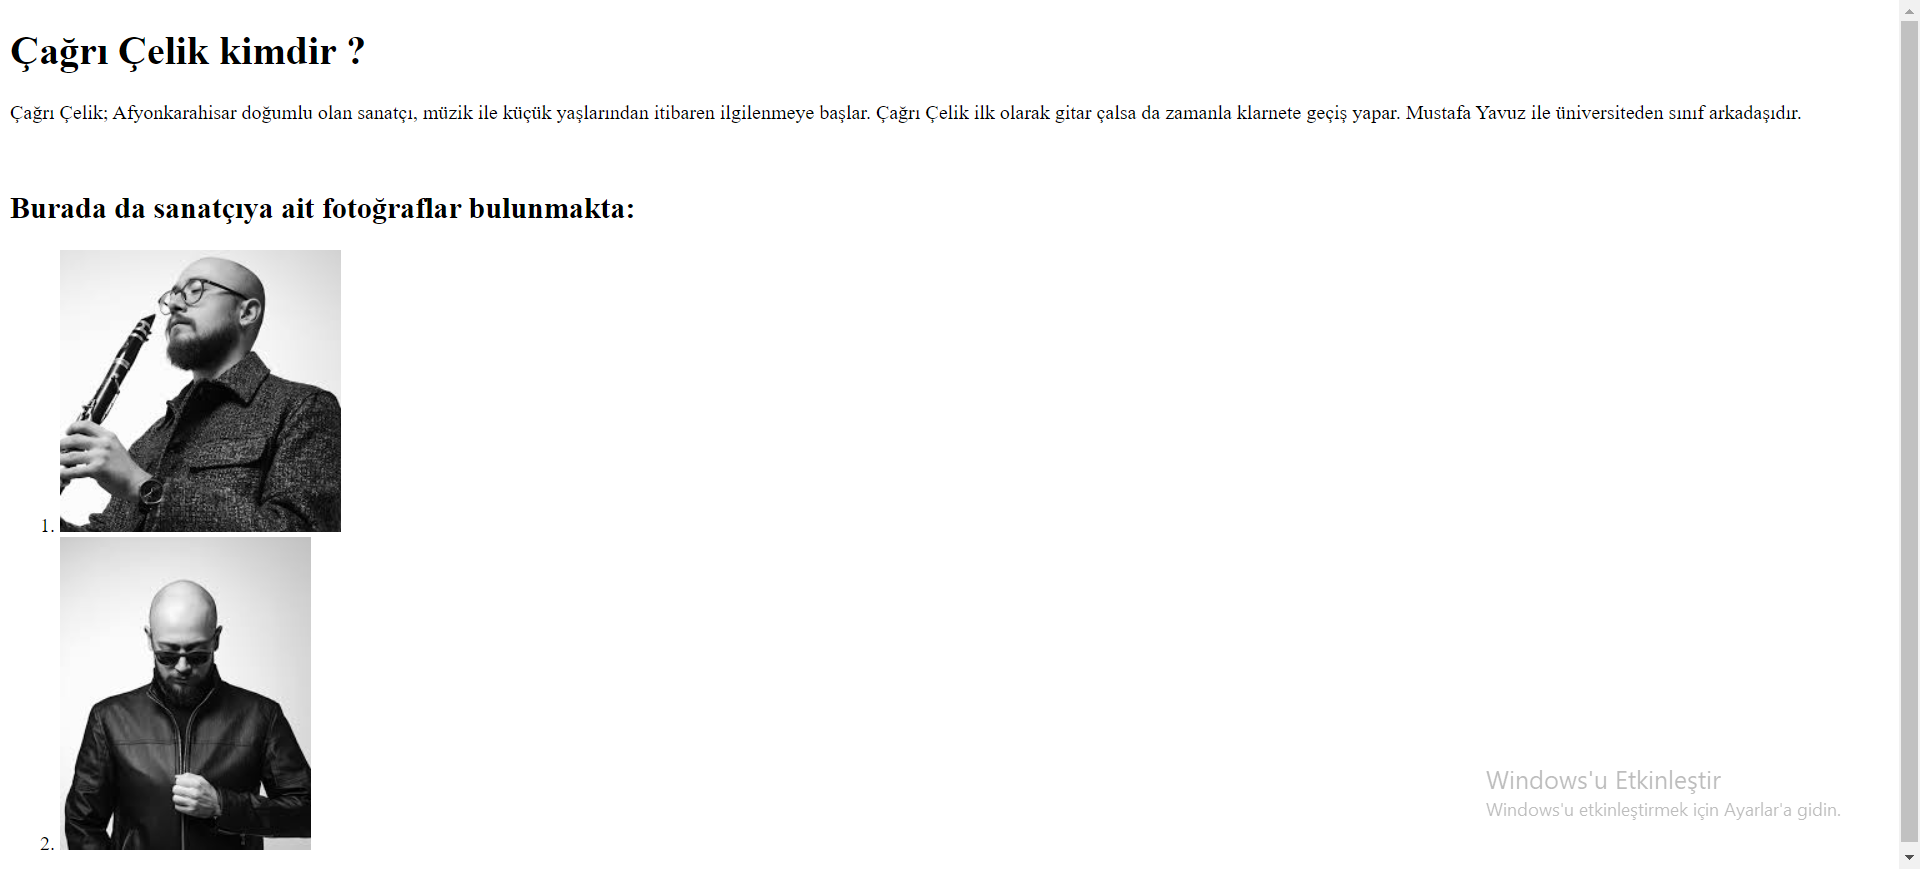 Çağrı Çelik kimdir ?
Çağrı Çelik; Afyonkarahisar doğumlu olan sanatçı, müzik ile küçük yaşlarından itibaren ilgilenmeye başlar. Çağrı Çelik ilk olarak gitar çalsa da zamanla klarnete geçiş yapar. Mustafa Yavuz ile üniversiteden sınıf arkadaşıdır.
Burada da sanatçıya ait fotoğraflar bulunmakta:
1.
2.
Windows'u Etkinleştir
Windows'u etkinleştirmek için Ayarlar'a gidin.